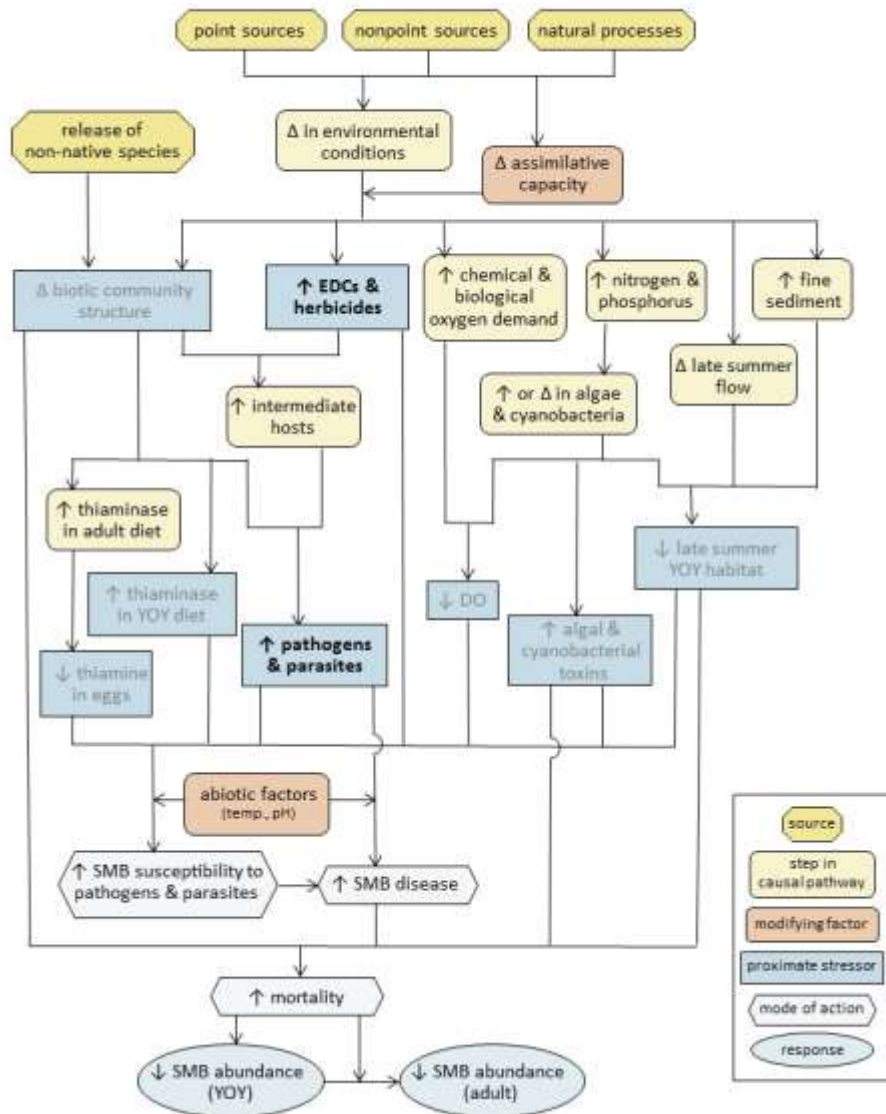 point sources
nonpoint sources
natural processes
release of
non-native species
Δ in environmental
conditions
Δ assimilative
capacity
Δ biotic community
structure
↑ EDCs &
herbicides
↑ chemical &
biological
oxygen demand
↑ nitrogen &
phosphorus
↑ fine
sediment
Δ late summer
flow
↑ intermediate
hosts
↑ or Δ in algae
& cyanobacteria
↑ thiaminase
in adult diet
↑ thiaminase
in YOY diet
↑ pathogens
& parasites
↓ DO
↑ algal &
cyanobacterial
toxins
↓ late summer
YOY habitat
↓ thiamine
in eggs
abiotic factors
(temp., pH)
↑ SMB susceptibility to
pathogens & parasites
↑ SMB disease
↑ mortality
↓ SMB abundance
(YOY)
↓ SMB abundance
(adult)
source
step in
causal pathway
modifying factor
proximate stressor
mode of action
response